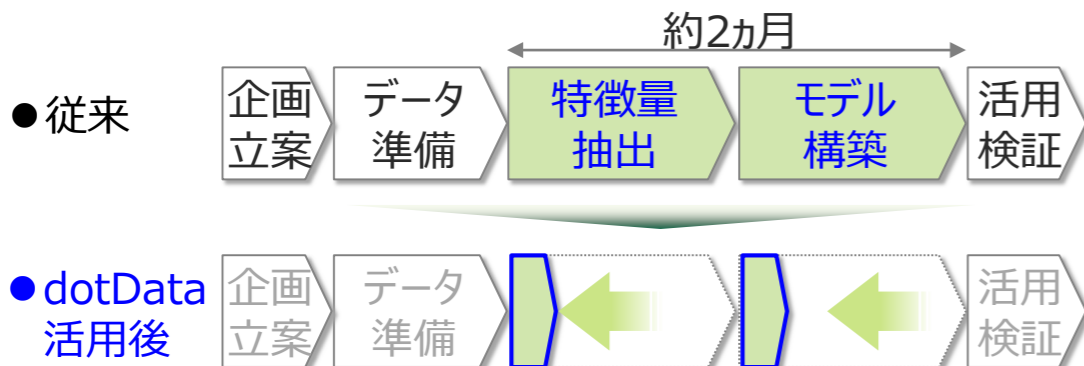 約2ヵ月
●従来
企画
立案
データ
準備
特徴量
抽出
モデル
構築
活用
検証
●dotData
活用後
企画
立案
データ
準備
活用
検証